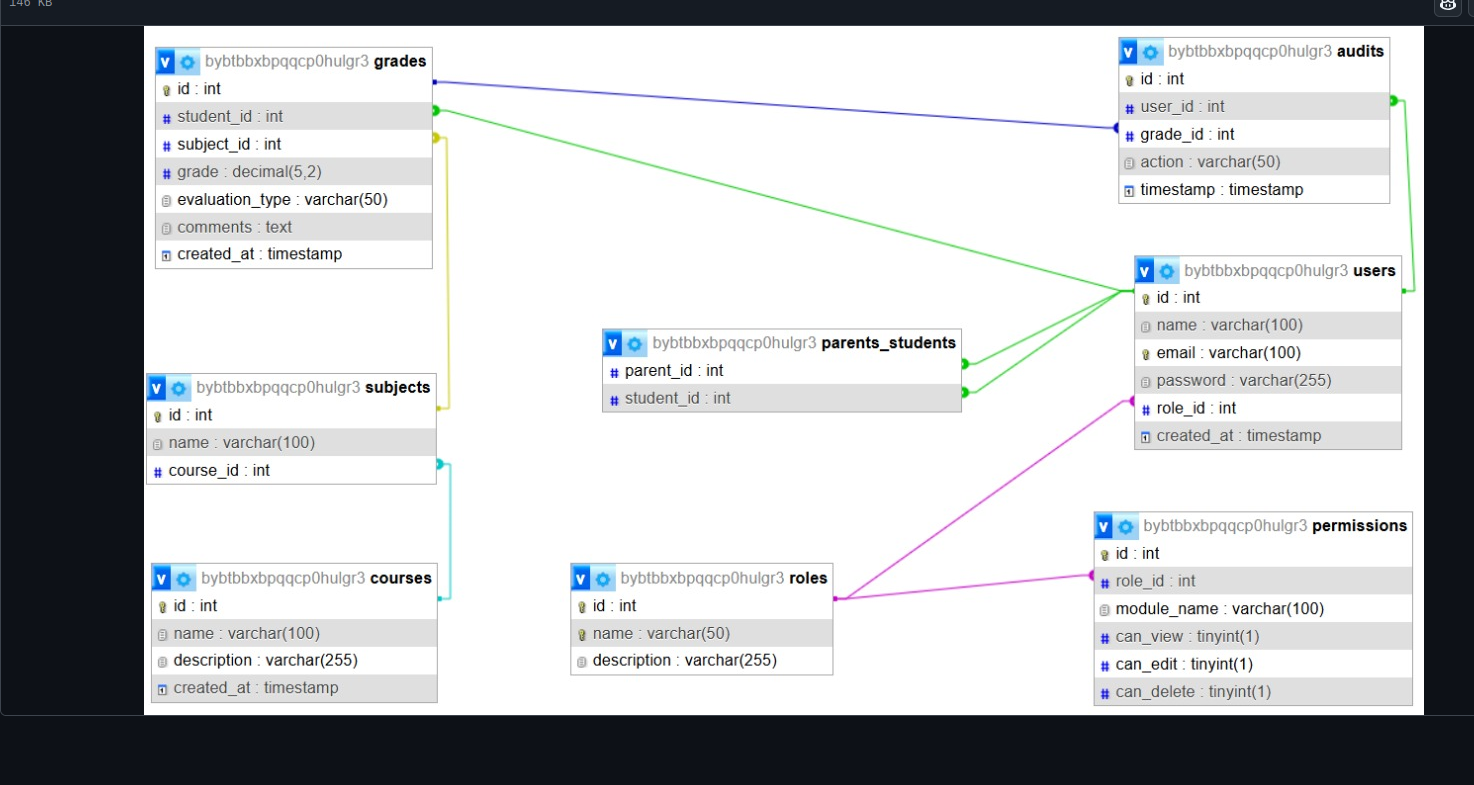 146 KB
bybtbbxbpqqcp0hulgr3 grades
id : int
student_id : int
subject_id : int
grade : decimal(5,2)
evaluation_type : varchar(50)
comments : text
created_at : timestamp
bybtbbxbpqqcp0hulgr3 audits
id : int
user_id : int
grade_id : int
action : varchar(50)
timestamp : timestamp
bybtbbxbpqqcp0hulgr3 users
id : int
name : varchar(100)
email : varchar(100)
password : varchar(255)
role_id : int
created_at : timestamp
bybtbbxbpqqcp0hulgr3 parents_students
parent_id : int
student_id : int
bybtbbxbpqqcp0hulgr3 subjects
id : int
name : varchar(100)
course_id : int
bybtbbxbpqqcp0hulgr3 courses
id : int
name : varchar(100)
description : varchar(255)
created_at : timestamp
bybtbbxbpqqcp0hulgr3 roles
id : int
name : varchar(50)
description : varchar(255)
bybtbbxbpqqcp0hulgr3 permissions
id : int
role_id : int
module_name : varchar(100)
can_view : tinyint(1)
can_edit : tinyint(1)
can_delete : tinyint(1)